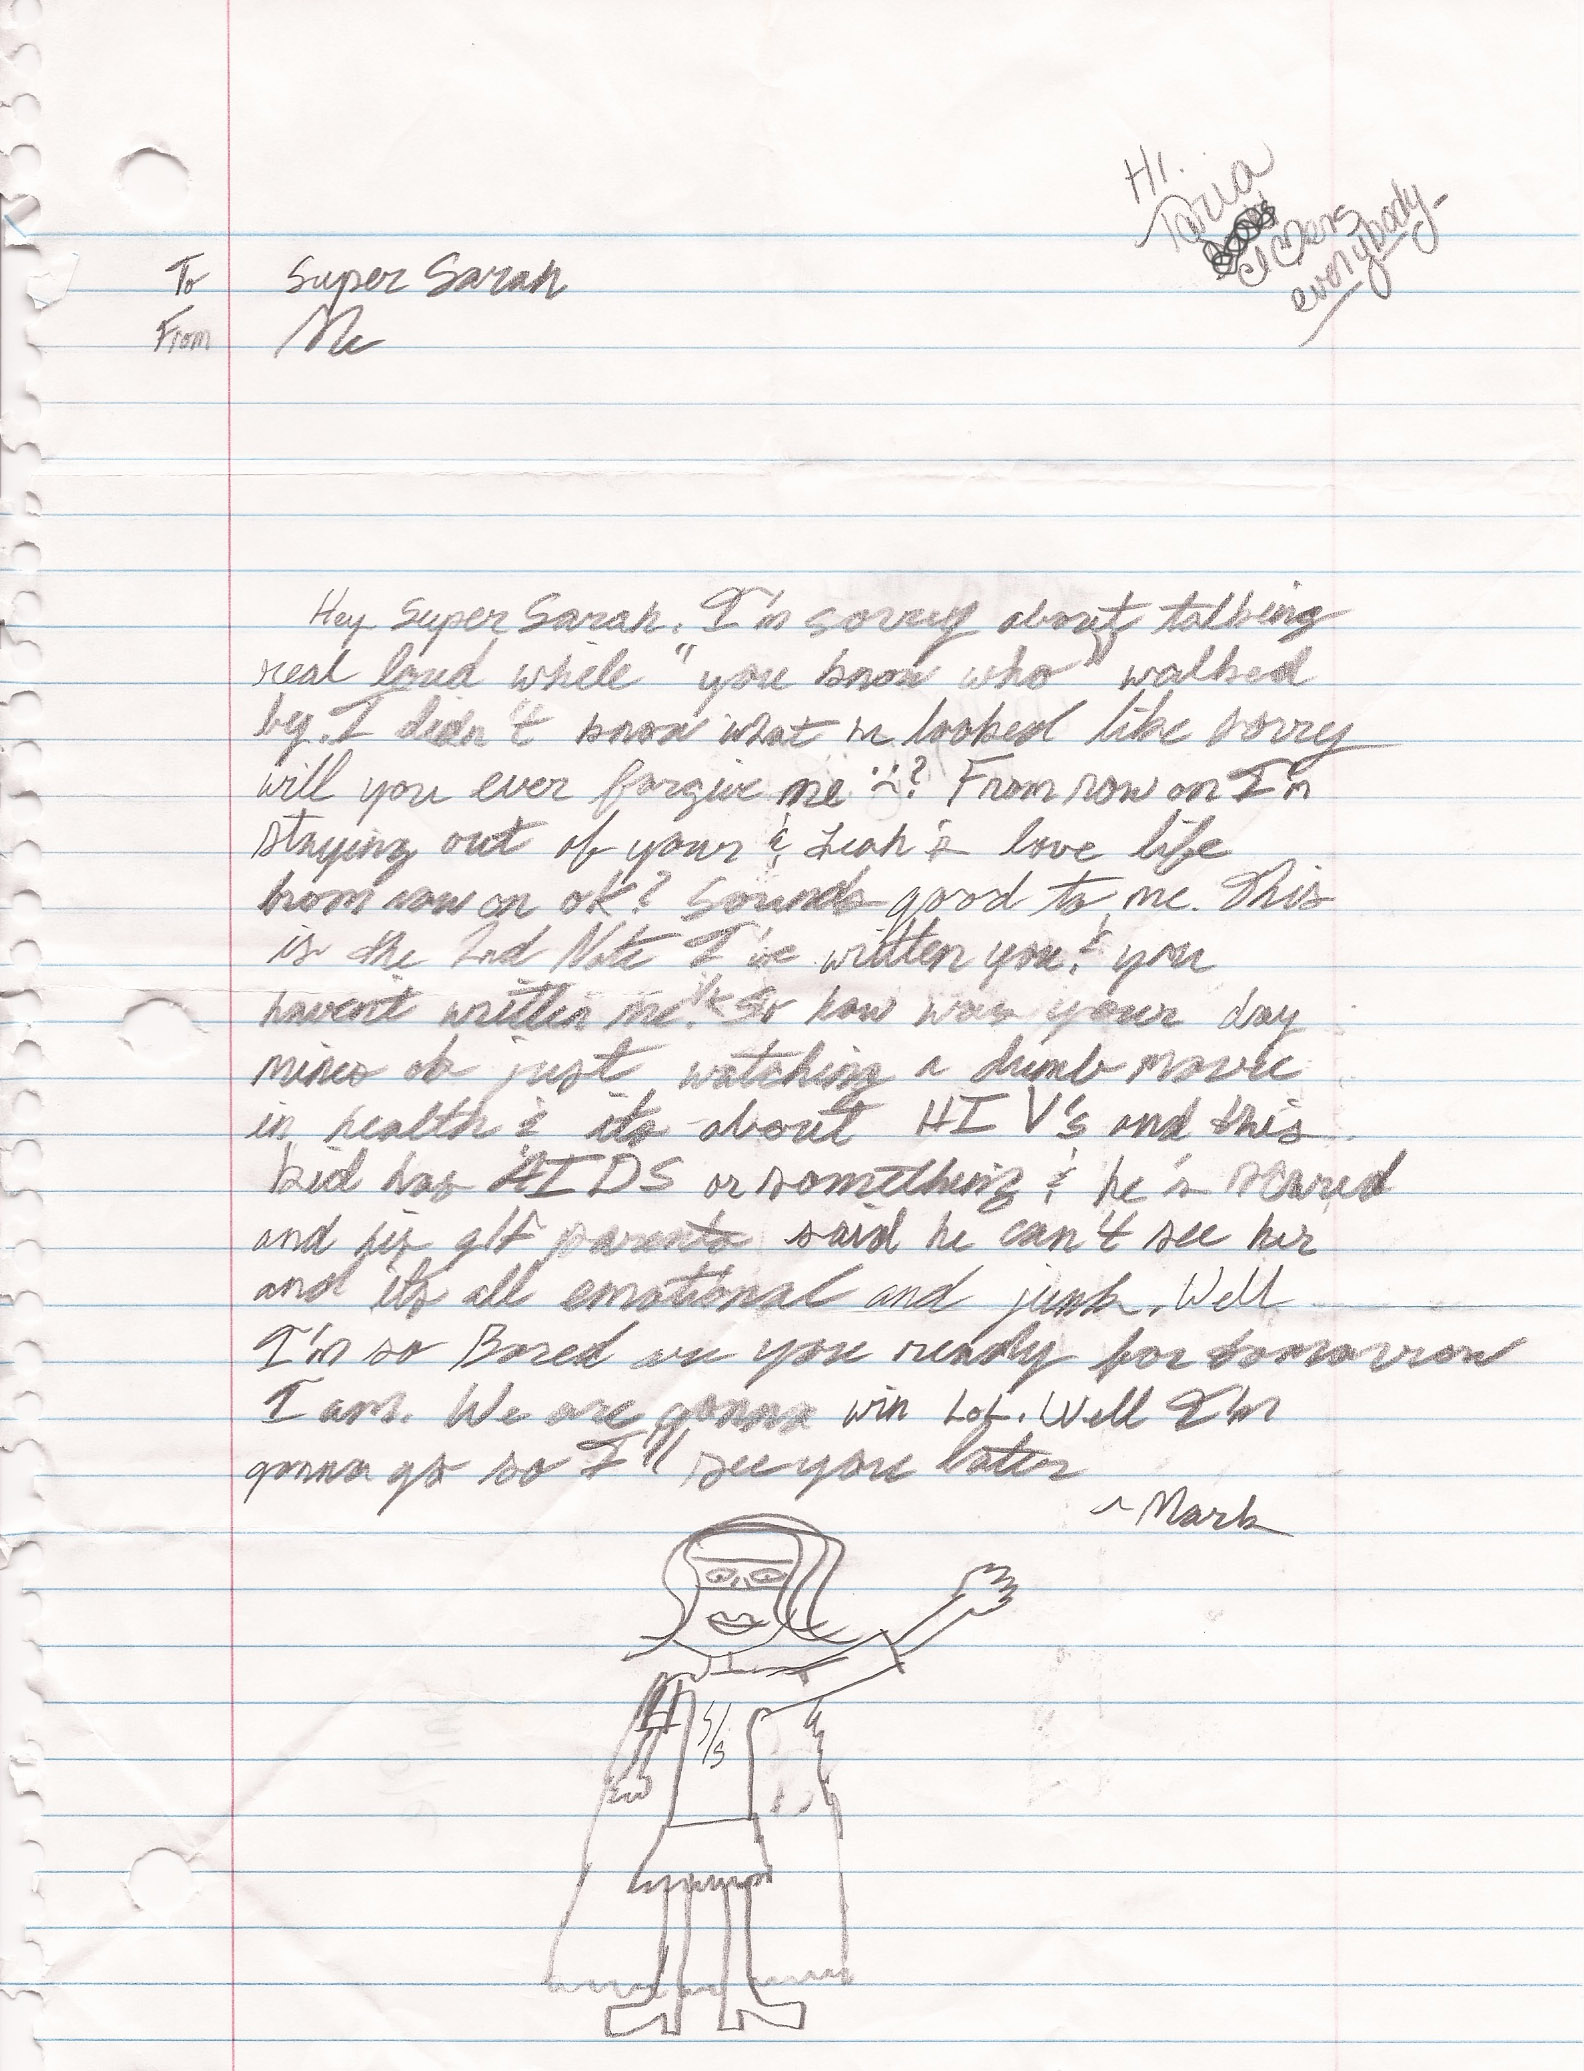 Hi.
Taria
♡ers
everybody-
To Super Sarah
From Me
Hey Super Sarah. I'm sorry about talking
real loud while "you know who" walked
by. I didn't know what he looked like sorry
will you ever forgive me ? From now on I'm
staying out of your & Leah's love life
from now on ok? Sounds good to me. This
is the 2nd Note I've written you & you
havent written me. So how was your day
mines ok just watching a dumb movie
in health & its about HIV's and this
kid has AIDS or something & he's scared
and his g/f parents said he can't see her
and its all emotional and junk. Well
I'm so Bored are you ready for tomorrow
I am. We are gonna win LoL. Well I'm
gonna go so I'll see you later
~Mark
S/S